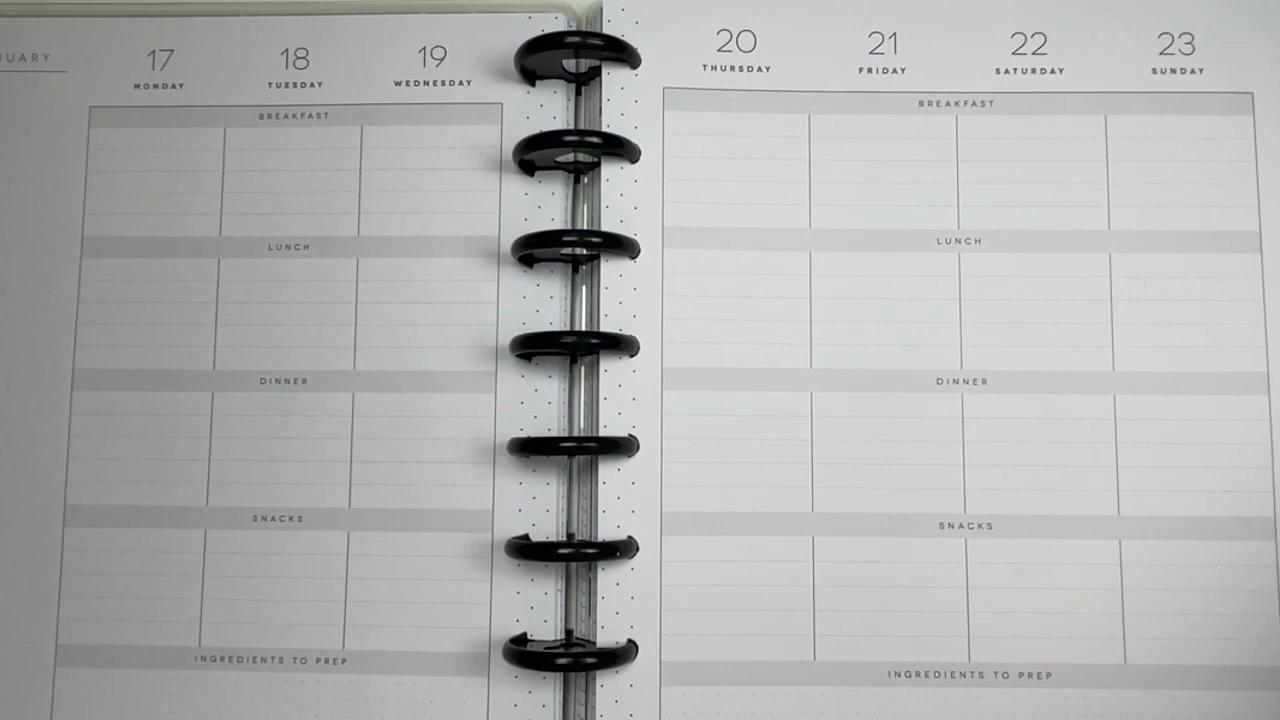 17 18 19
MONDAY TUESDAY WEDNESDAY
BREAKFAST
LUNCH
DINNER
SNACKS
INGREDIENTS TO PREP
20 21 22 23
THURSDAY FRIDAY SATURDAY SUNDAY
BREAKFAST
LUNCH
DINNER
SNACKS
INGREDIENTS TO PREP